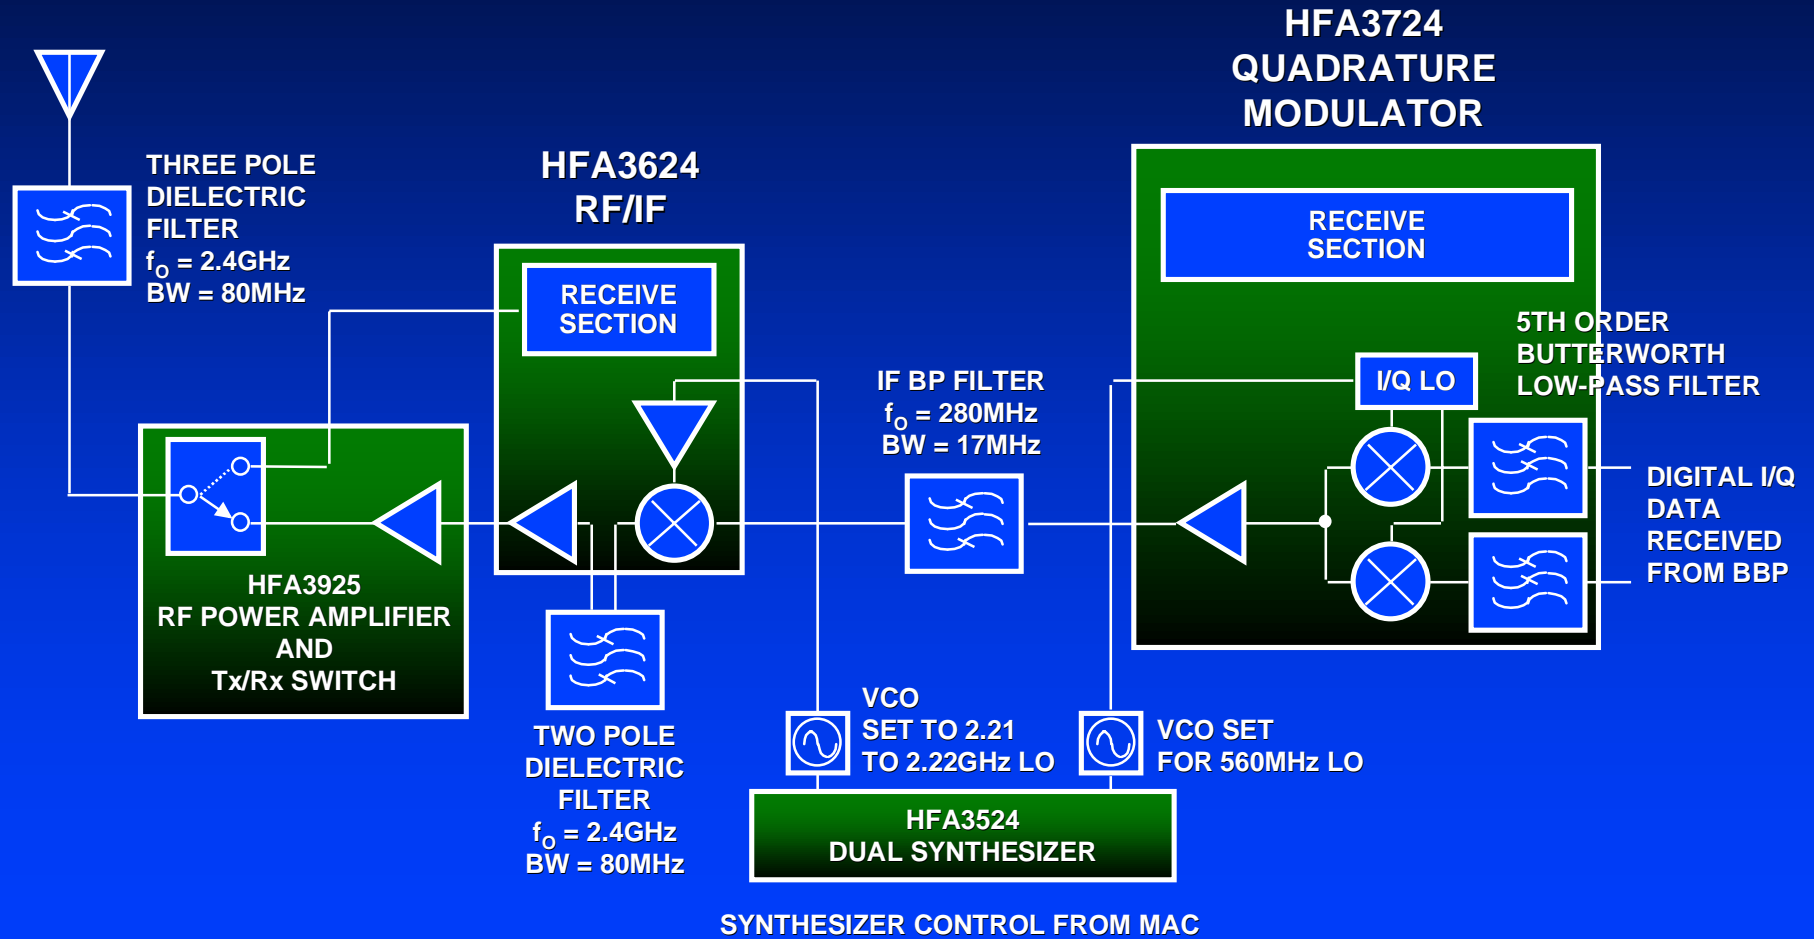 HFA3724
QUADRATURE
MODULATOR
THREE POLE
DIELECTRIC
FILTER
fO = 2.4GHz
BW = 80MHz
HFA3624
RF/IF
RECEIVE
SECTION
RECEIVE
SECTION
5TH ORDER
BUTTERWORTH
LOW-PASS FILTER
I/Q LO
IF BP FILTER
fO = 280MHz
BW = 17MHz
DIGITAL I/Q
DATA
RECEIVED
FROM BBP
HFA3925
RF POWER AMPLIFIER
AND
Tx/Rx SWITCH
TWO POLE
DIELECTRIC
FILTER
fO = 2.4GHz
BW = 80MHz
VCO
SET TO 2.21
TO 2.22GHz LO
VCO SET
FOR 560MHz LO
HFA3524
DUAL SYNTHESIZER
SYNTHESIZER CONTROL FROM MAC